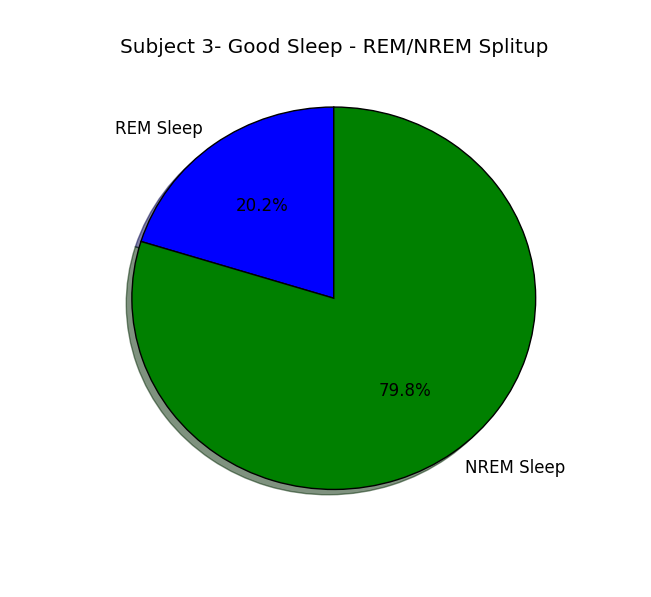 Subject 3- Good Sleep - REM/NREM Splitup
REM Sleep
20.2%
79.8%
NREM Sleep